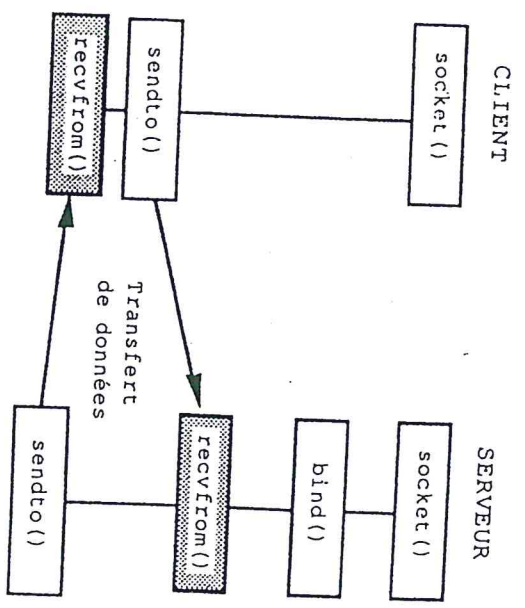 CLIENT
SERVEUR
socket()
socket()
bind()
sendto()
recvfrom()
Transfert
de données
recvfrom()
sendto()